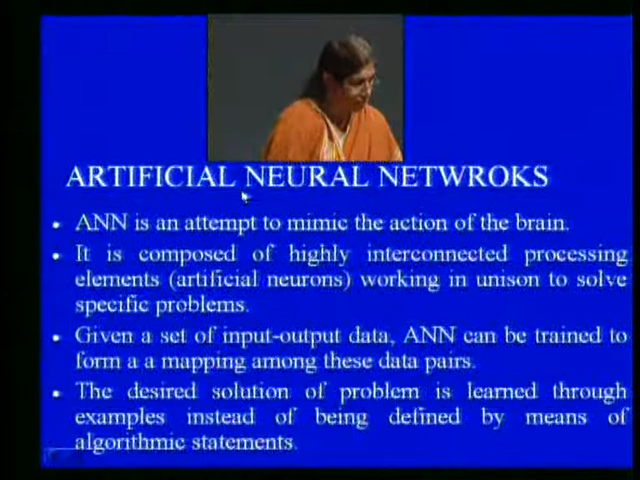 ARTIFICIAL NEURAL NETWROKS
• ANN is an attempt to mimic the action of the brain.
• It is composed of highly interconnected processing
elements (artificial neurons) working in unison to solve
specific problems.
• Given a set of input-output data, ANN can be trained to
form a a mapping among these data pairs.
• The desired solution of problem is learned through
examples instead of being defined by means of
algorithmic statements.